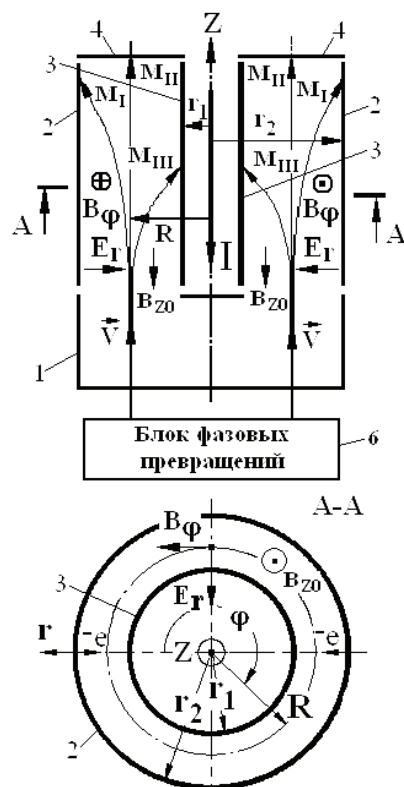 Z
4
4
3
M_II
M_II
M_I
r_1
M_I
2
r_2
2
M_III
M_III
3
B_φ
B_φ
A
R
A
E_r
I
E_r
B_z0
B_z0
V
V
1
Блок фазовых
превращений
6
A-A
B_φ
3
B_z0
E_r
φ
r
-e
Z
-e
r_1
R
r_2
2